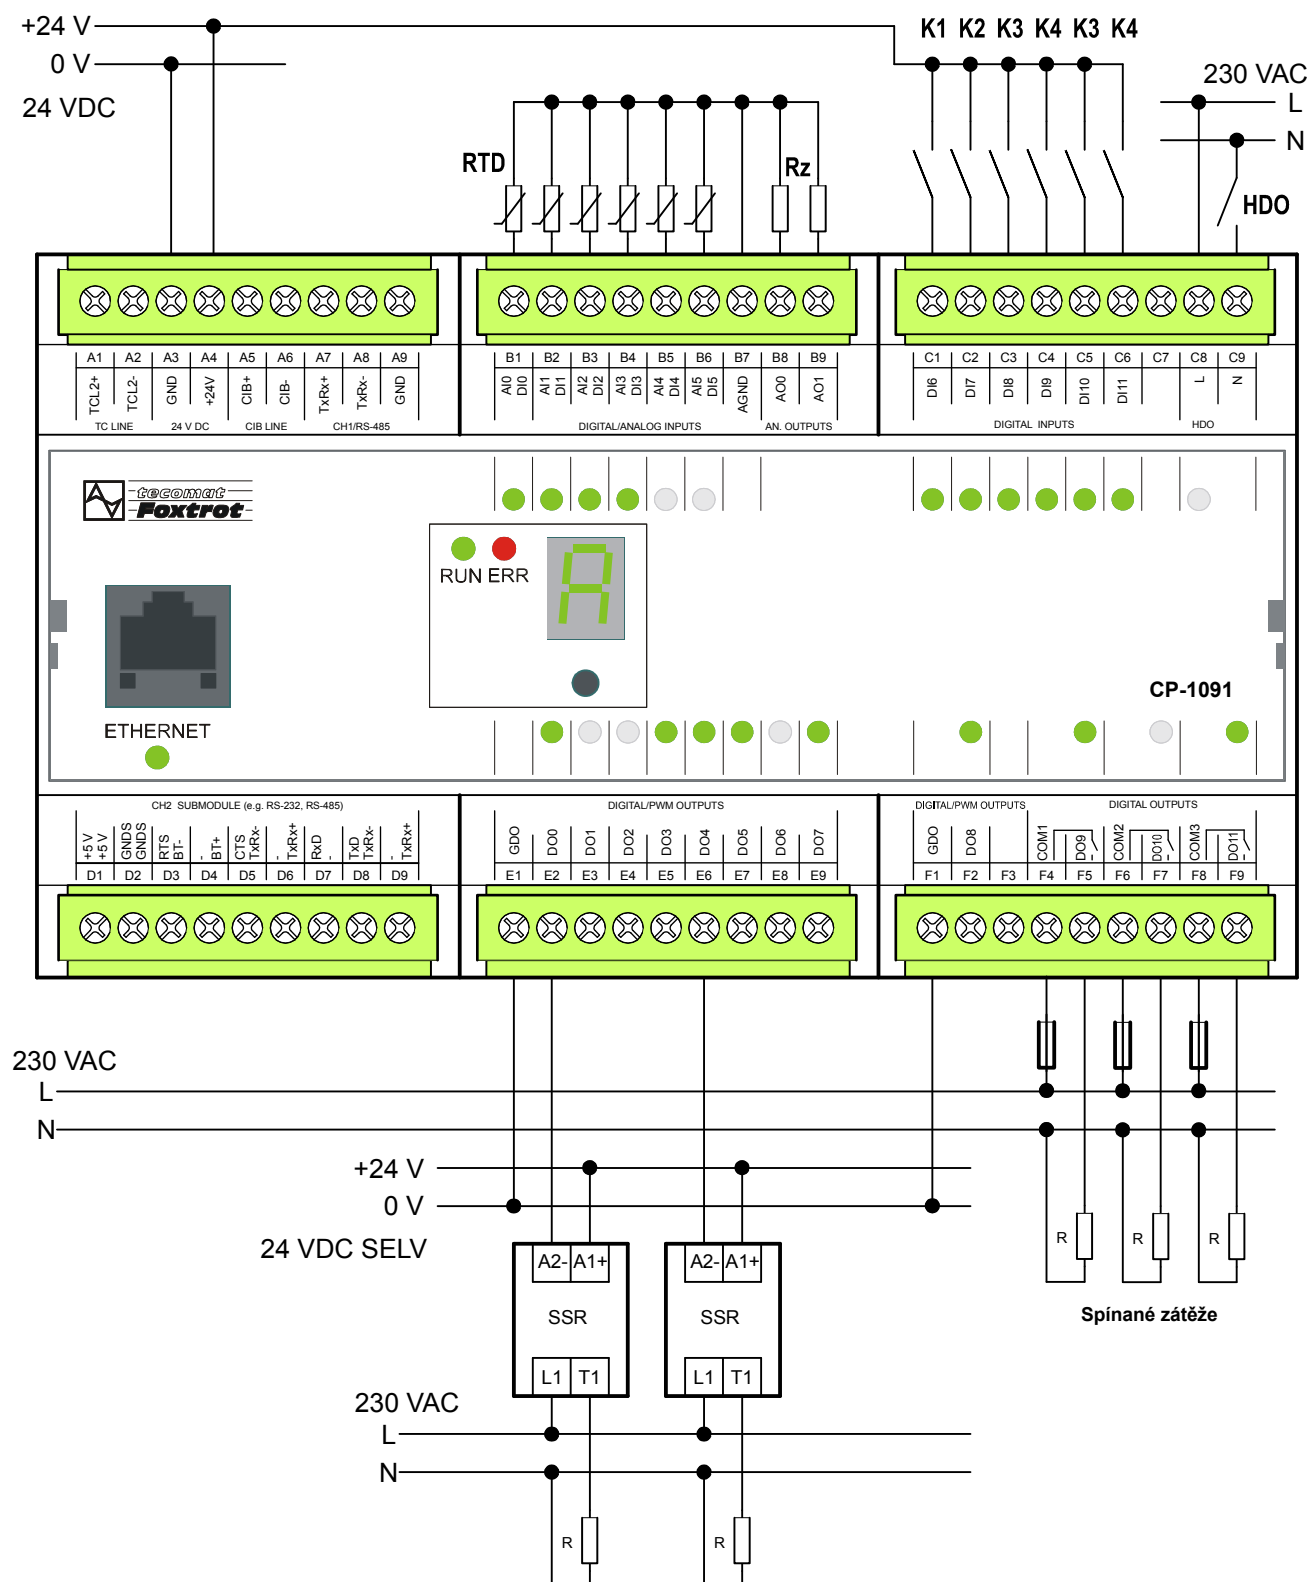 +24 V
0 V
24 VDC
K1 K2 K3 K4 K3 K4
230 VAC
L
N
RTD
Rz
HDO
A1 A2 A3 A4 A5 A6 A7 A8 A9
TCL2+ TCL2- GND +24V CIB+ CIB- TxRx+ TxRx- GND
TC LINE 24 V DC CIB LINE CH1/RS-485
B1 B2 B3 B4 B5 B6 B7 B8 B9
AI0 AI1 AI2 AI3 AI4 AI5 AGND AO0 AO1
DI0 DI1 DI2 DI3 DI4 DI5
DIGITAL/ANALOG INPUTS AN. OUTPUTS
C1 C2 C3 C4 C5 C6 C7 C8 C9
DI6 DI7 DI8 DI9 DI10 DI11 L N
DIGITAL INPUTS HDO
tecomat
Foxtrot
RUN ERR
A
CP-1091
ETHERNET
CH2 SUBMODULE (e.g. RS-232, RS-485)
+5 V GNDS RTS - CTS - RxD TxD -
+5 V GNDS BT- BT+ TxRx- TxRx+ - TxRx- TxRx+
D1 D2 D3 D4 D5 D6 D7 D8 D9
DIGITAL/PWM OUTPUTS
GDO DO0 DO1 DO2 DO3 DO4 DO5 DO6 DO7
E1 E2 E3 E4 E5 E6 E7 E8 E9
DIGITAL/PWM OUTPUTS DIGITAL OUTPUTS
GDO DO8 COM1 DO9 COM2 DO10 COM3 DO11
F1 F2 F3 F4 F5 F6 F7 F8 F9
230 VAC
L
N
+24 V
0 V
24 VDC SELV
A2- A1+ A2- A1+
SSR SSR
L1 T1 L1 T1
R R R
Spínané zátěže
230 VAC
L
N
R R